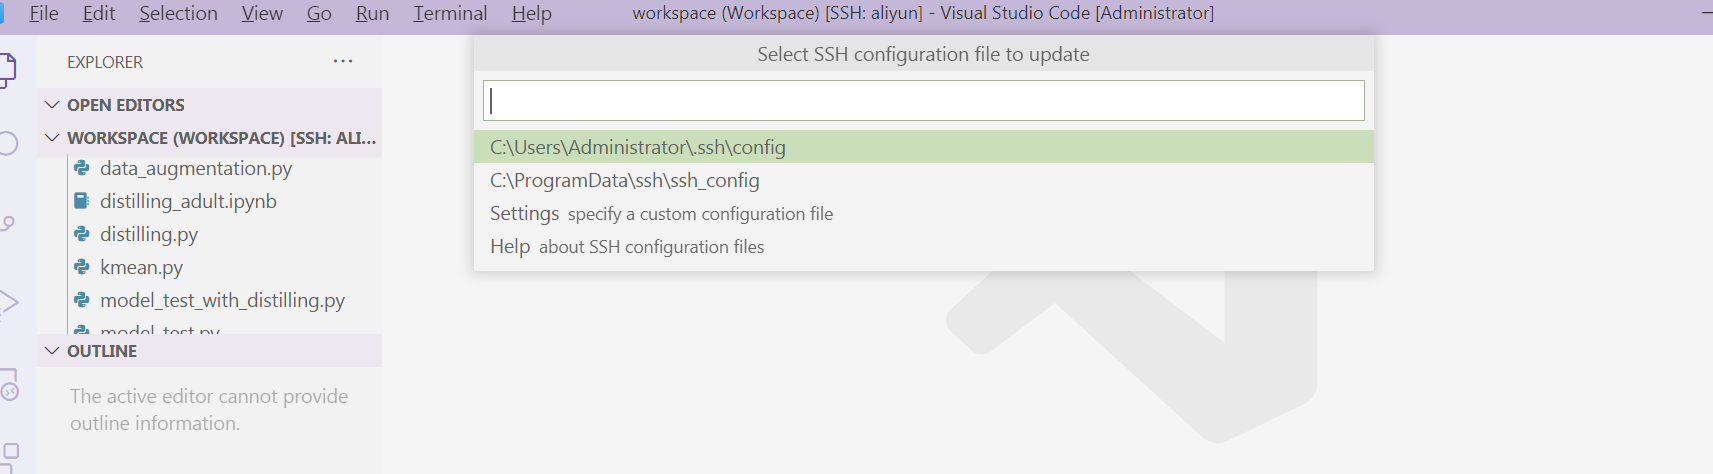 File Edit Selection View Go Run Terminal Help workspace (Workspace) [SSH: aliyun] - Visual Studio Code [Administrator]
Select SSH configuration file to update
EXPLORER ···
OPEN EDITORS
WORKSPACE (WORKSPACE) [SSH: ALI...
data_augmentation.py
distilling_adult.ipynb
distilling.py
kmean.py
model_test_with_distilling.py
model_test.py
OUTLINE
The active editor cannot provide
outline information.
C:\Users\Administrator\.ssh\config
C:\ProgramData\ssh\ssh_config
Settings specify a custom configuration file
Help about SSH configuration files